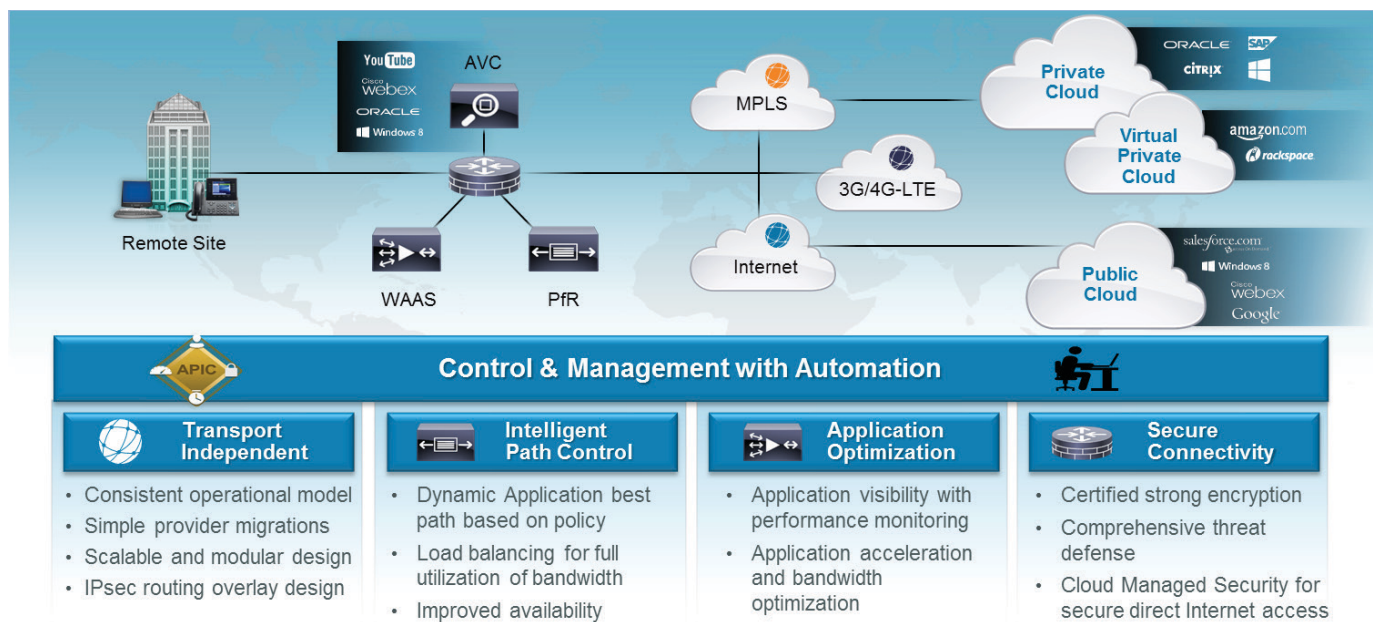 You Tube
Cisco
webex
ORACLE
Windows 8
AVC
Remote Site
WAAS
PfR
MPLS
3G/4G-LTE
Internet
Private
Cloud
ORACLE
SAP
CiTRIX
Virtual
Private
Cloud
amazon.com
rackspace
Public
Cloud
salesforce.com
Windows 8
Cisco
webex
Google
APIC
Control & Management with Automation
Transport
Independent
• Consistent operational model
• Simple provider migrations
• Scalable and modular design
• IPsec routing overlay design
Intelligent
Path Control
• Dynamic Application best
path based on policy
• Load balancing for full
utilization of bandwidth
• Improved availability
Application
Optimization
• Application visibility with
performance monitoring
• Application acceleration
and bandwidth
optimization
Secure
Connectivity
• Certified strong encryption
• Comprehensive threat
defense
• Cloud Managed Security for
secure direct Internet access